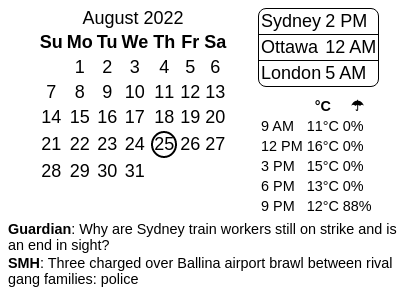 August 2022
Su Mo Tu We Th Fr Sa
1 2 3 4 5 6
7 8 9 10 11 12 13
14 15 16 17 18 19 20
21 22 23 24 25 26 27
28 29 30 31
Sydney 2 PM
Ottawa 12 AM
London 5 AM
°C ☂
9 AM 11°C 0%
12 PM 16°C 0%
3 PM 15°C 0%
6 PM 13°C 0%
9 PM 12°C 88%
Guardian: Why are Sydney train workers still on strike and is
an end in sight?
SMH: Three charged over Ballina airport brawl between rival
gang families: police